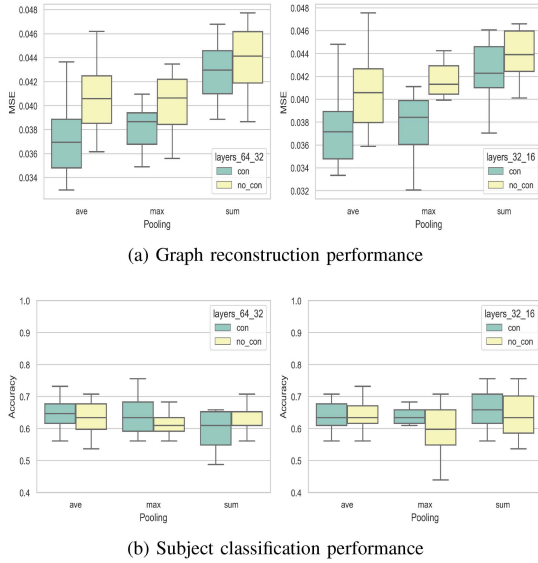 0.048
0.046
0.044
0.042
0.040
0.038
0.036
0.034
MSE
layers_64_32
con
no_con
ave max sum
Pooling
0.048
0.046
0.044
0.042
0.040
0.038
0.036
0.034
0.032
MSE
layers_32_16
con
no_con
ave max sum
Pooling
(a) Graph reconstruction performance
1.0
0.9
0.8
0.7
0.6
0.5
0.4
Accuracy
layers_64_32
con
no_con
ave max sum
Pooling
1.0
0.9
0.8
0.7
0.6
0.5
0.4
Accuracy
layers_32_16
con
no_con
ave max sum
Pooling
(b) Subject classification performance